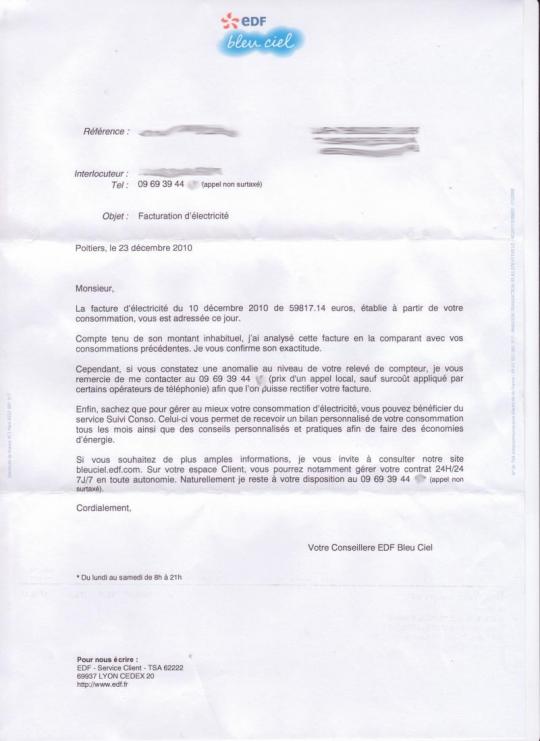 eDF
bleu ciel
Référence :
Interlocuteur :
Tel : 09 69 39 44 (appel non surtaxé)
Objet : Facturation d'électricité
Poitiers, le 23 décembre 2010
Monsieur,
La facture d'électricité du 10 décembre 2010 de 59817.14 euros, établie à partir de votre
consommation, vous est adressée ce jour.
Compte tenu de son montant inhabituel, j'ai analysé cette facture en la comparant avec vos
consommations précédentes. Je vous confirme son exactitude.
Cependant, si vous constatez une anomalie au niveau de votre relevé de compteur, je vous
remercie de me contacter au 09 69 39 44 (prix d'un appel local, sauf surcoût appliqué par
certains opérateurs de téléphonie) afin que l'on puisse rectifier votre facture.
Enfin, sachez que pour gérer au mieux votre consommation d'électricité, vous pouvez bénéficier du
service Suivi Conso. Celui-ci vous permet de recevoir un bilan personnalisé de votre consommation
tous les mois ainsi que des conseils personnalisés et pratiques afin de faire des économies
d'énergie.
Si vous souhaitez de plus amples informations, je vous invite à consulter notre site
bleuciel.edf.com. Sur votre espace Client, vous pourrez notamment gérer votre contrat 24H/24
7J/7 en toute autonomie. Naturellement je reste à votre disposition au 09 69 39 44 * (appel non
surtaxé).
Cordialement,
Votre Conseillere EDF Bleu Ciel
* Du lundi au samedi de 8h à 21h
Pour nous écrire :
EDF - Service Client - TSA 62222
69937 LYON CEDEX 20
http://www.edf.fr